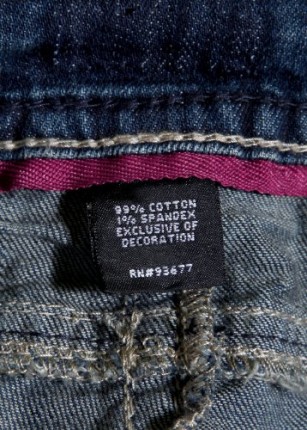 99% COTTON
1% SPANDEX
EXCLUSIVE OF
DECORATION
RN#93677